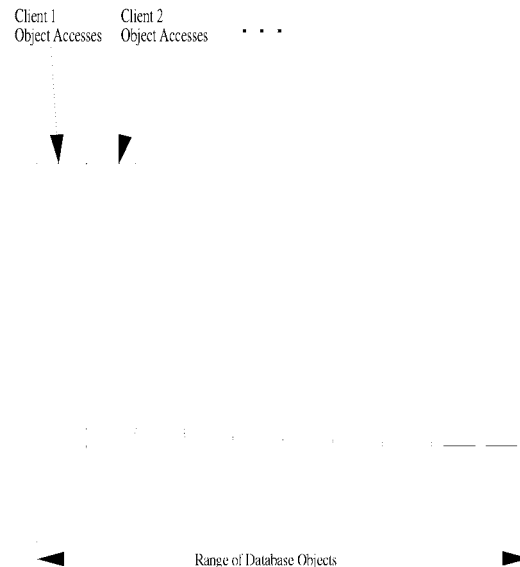 Client 1
Object Accesses
Client 2
Object Accesses
. . .
Range of Database Objects